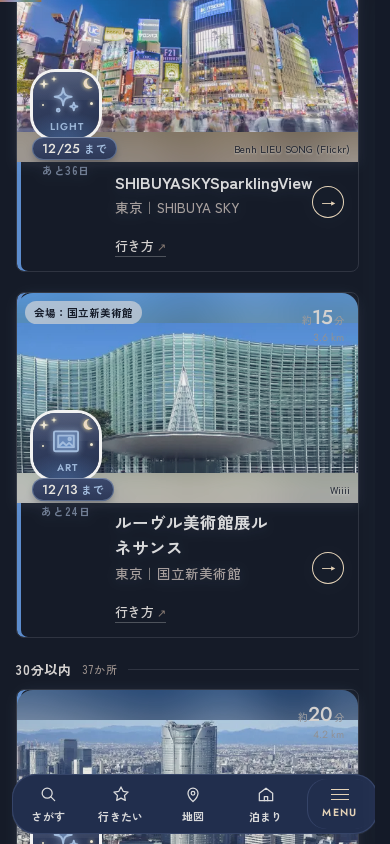 F21
LIGHT
12/25 まで
Benh LIEU SONG (Flickr)
あと36日
SHIBUYASKYSparklingView
東京｜SHIBUYA SKY
行き方 ↗
会場：国立新美術館
約15分
ART
12/13 まで
Wiiii
あと24日
ルーヴル美術館展ル
ネサンス
東京｜国立新美術館
行き方 ↗
30分以内 37か所
約20分
さがす
行きたい
地図
泊まり
MENU